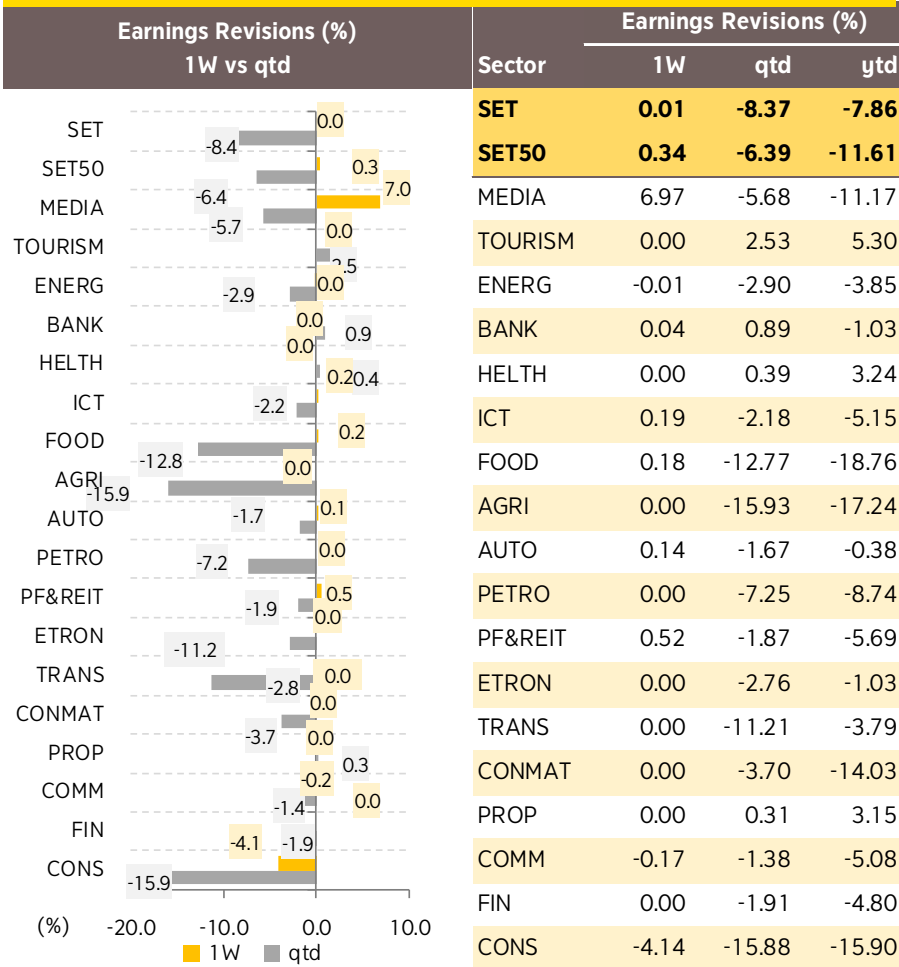 Earnings Revisions (%)
1W vs qtd
SET
0.0
-8.4
SET50
0.3
-6.4
MEDIA
7.0
-5.7
TOURISM
0.0
2.5
ENERG
0.0
-2.9
BANK
0.0
0.9
0.0
HELTH
0.2
0.4
ICT
-2.2
FOOD
0.2
-12.8
0.0
AGRI
-15.9
AUTO
-1.7
0.1
PETRO
0.0
-7.2
PF&REIT
0.5
-1.9
0.0
ETRON
-11.2
TRANS
0.0
-2.8
0.0
CONMAT
-3.7
0.0
PROP
0.3
-0.2
COMM
0.0
-1.4
FIN
-4.1
-1.9
CONS
-15.9
(%) -20.0 -10.0 0.0 10.0
1W qtd
Earnings Revisions (%)
Sector 1W qtd ytd
SET 0.01 -8.37 -7.86
SET50 0.34 -6.39 -11.61
MEDIA 6.97 -5.68 -11.17
TOURISM 0.00 2.53 5.30
ENERG -0.01 -2.90 -3.85
BANK 0.04 0.89 -1.03
HELTH 0.00 0.39 3.24
ICT 0.19 -2.18 -5.15
FOOD 0.18 -12.77 -18.76
AGRI 0.00 -15.93 -17.24
AUTO 0.14 -1.67 -0.38
PETRO 0.00 -7.25 -8.74
PF&REIT 0.52 -1.87 -5.69
ETRON 0.00 -2.76 -1.03
TRANS 0.00 -11.21 -3.79
CONMAT 0.00 -3.70 -14.03
PROP 0.00 0.31 3.15
COMM -0.17 -1.38 -5.08
FIN 0.00 -1.91 -4.80
CONS -4.14 -15.88 -15.90